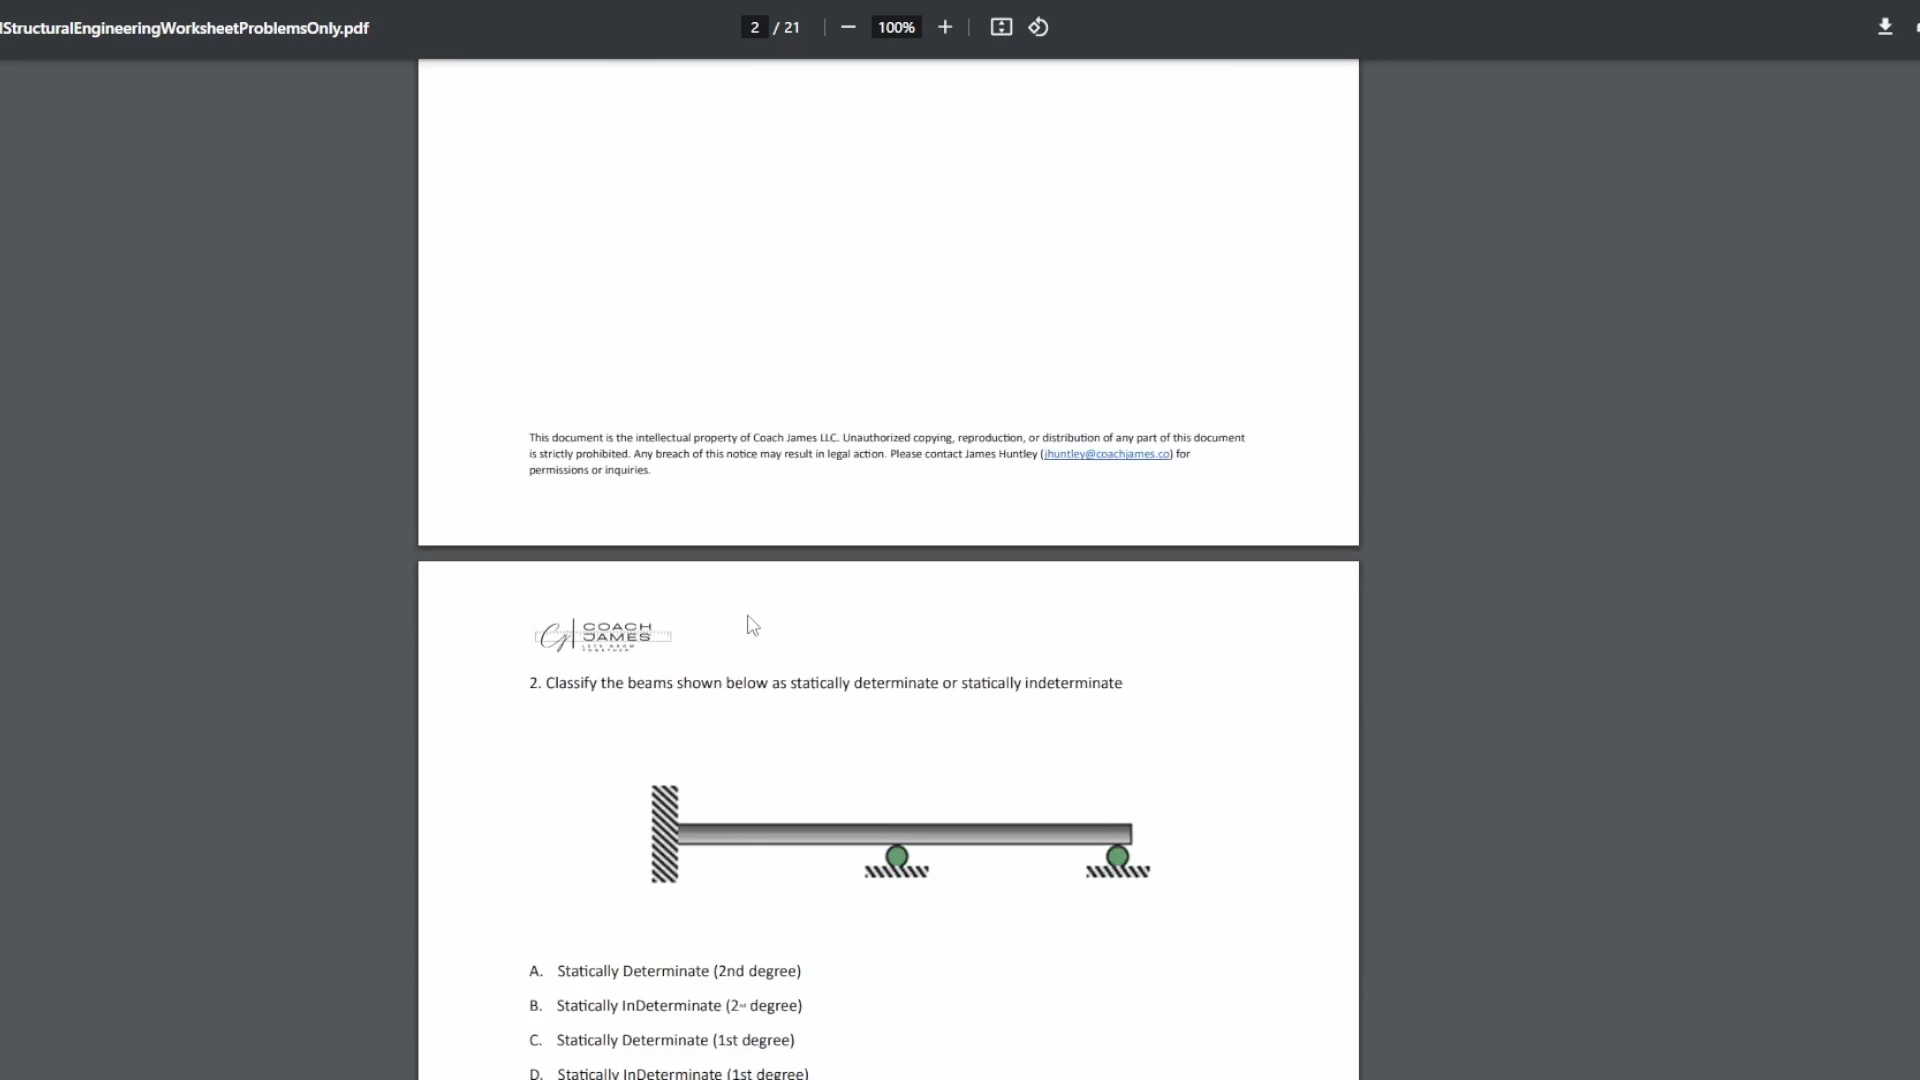 lStructuralEngineeringWorksheetProblemsOnly.pdf
2 / 21
100%
This document is the intellectual property of Coach James LLC. Unauthorized copying, reproduction, or distribution of any part of this document
is strictly prohibited. Any breach of this notice may result in legal action. Please contact James Huntley (jhuntley@coachjames.co) for
permissions or inquiries.
COACH
JAMES
LETS GROW
TOGETHER
2. Classify the beams shown below as statically determinate or statically indeterminate
A. Statically Determinate (2nd degree)
B. Statically InDeterminate (2nd degree)
C. Statically Determinate (1st degree)
D. Statically InDeterminate (1st degree)